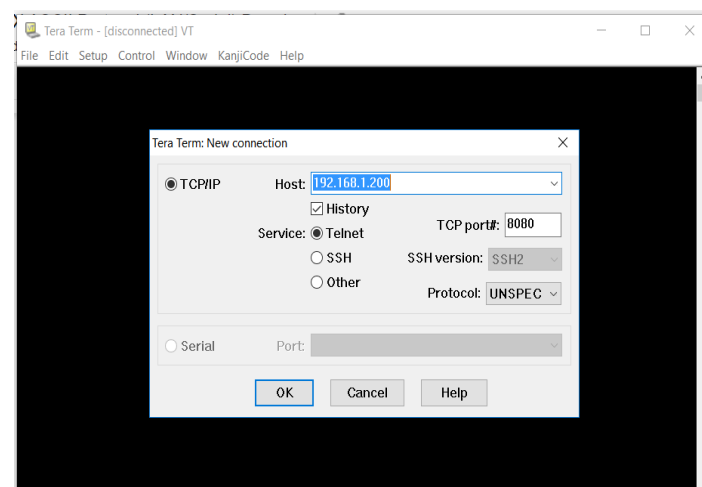 Tera Term - [disconnected] VT
File Edit Setup Control Window KanjiCode Help
Tera Term: New connection
TCP/IP Host: 192.168.1.200
History
Service: Telnet TCP port#: 8080
SSH SSH version: SSH2
Other Protocol: UNSPEC
Serial Port:
OK Cancel Help